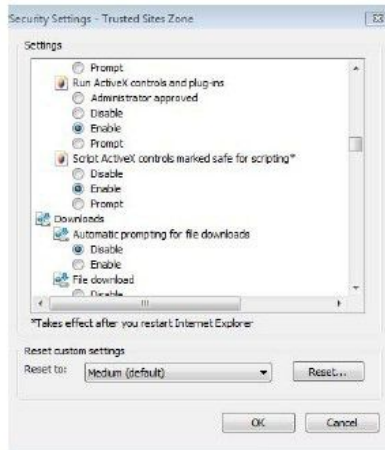 Security Settings - Trusted Sites Zone
Settings
Prompt
Run ActiveX controls and plug-ins
Administrator approved
Disable
Enable
Prompt
Script ActiveX controls marked safe for scripting*
Disable
Enable
Prompt
Downloads
Automatic prompting for file downloads
Disable
Enable
File download
Disable
*Takes effect after you restart Internet Explorer
Reset custom settings
Reset to: Medium (default) Reset...
OK Cancel